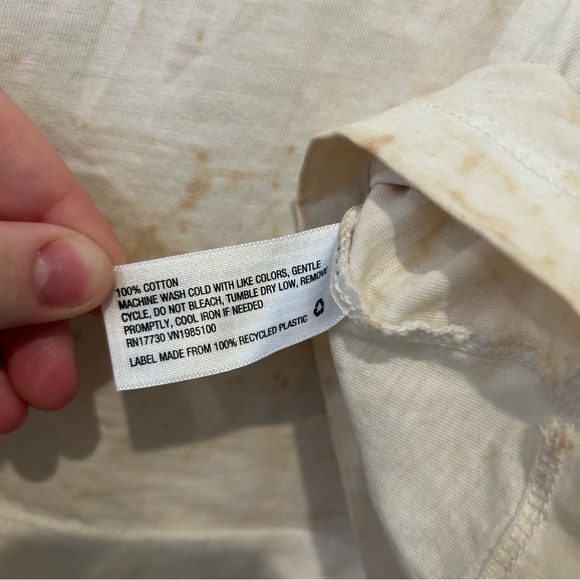 100% COTTON
MACHINE WASH COLD WITH LIKE COLORS, GENTLE
CYCLE, DO NOT BLEACH, TUMBLE DRY LOW, REMOVE
PROMPTLY, COOL IRON IF NEEDED
RN17730 VN1985100
LABEL MADE FROM 100% RECYCLED PLASTIC